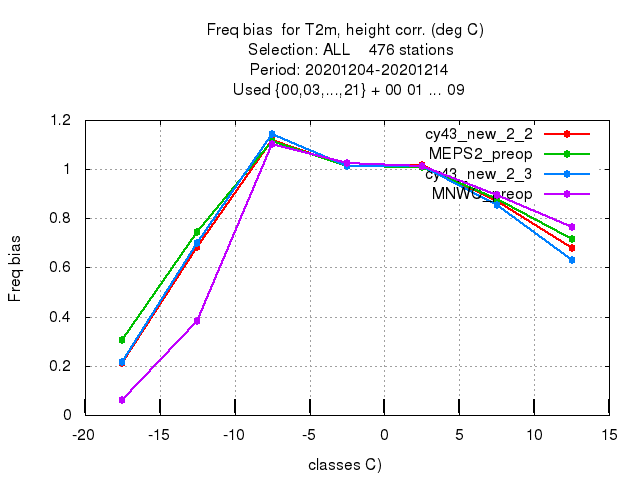 Freq bias  for T2m, height corr. (deg C)
Selection: ALL    476 stations
Period: 20201204-20201214
Used {00,03,...,21} + 00 01 ... 09
cy43_new_2_2
MEPS2_preop
cy43_new_2_3
MNWC_preop
Freq bias
1.2
1
0.8
0.6
0.4
0.2
0
-20 -15 -10 -5 0 5 10 15
classes C)